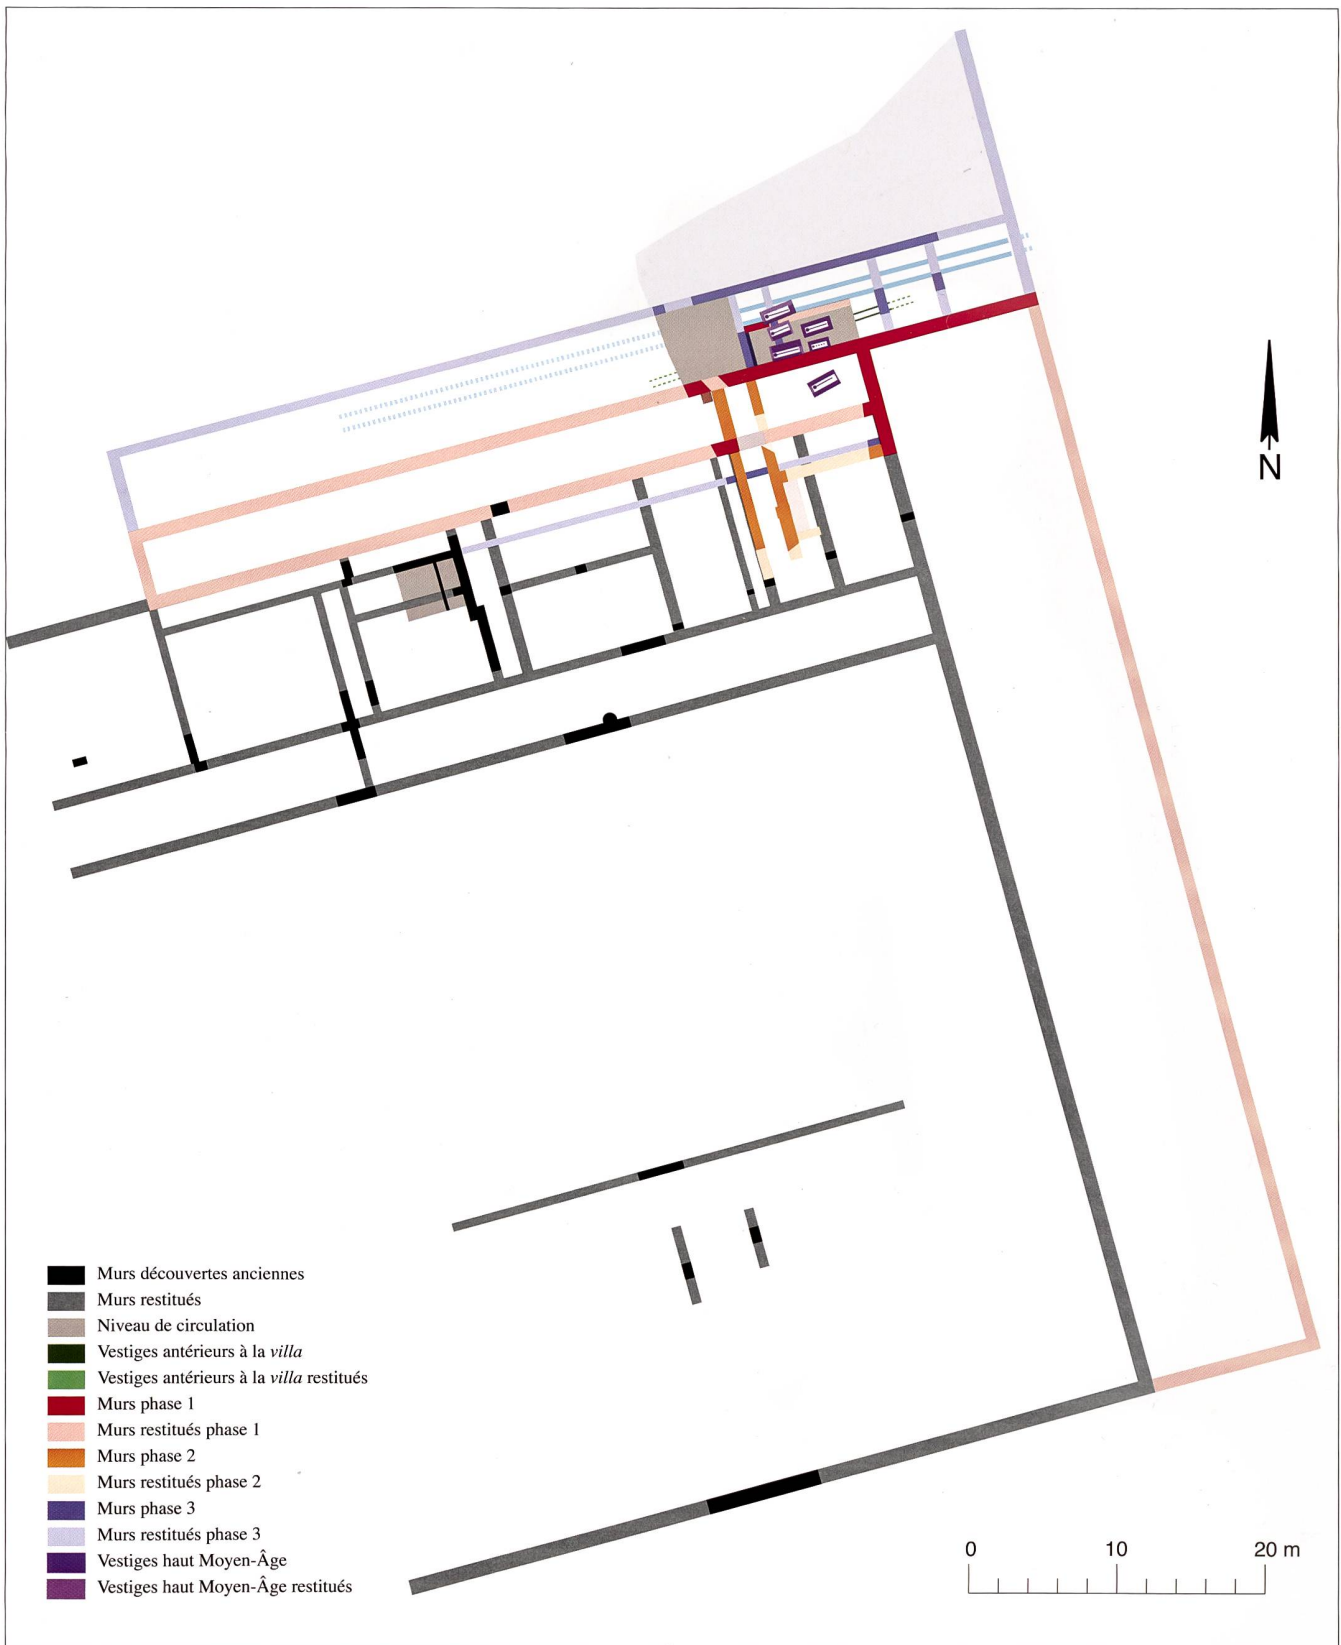 N
Murs découvertes anciennes
Murs restitués
Niveau de circulation
Vestiges antérieurs à la villa
Vestiges antérieurs à la villa restitués
Murs phase 1
Murs restitués phase 1
Murs phase 2
Murs restitués phase 2
Murs phase 3
Murs restitués phase 3
Vestiges haut Moyen-Âge
Vestiges haut Moyen-Âge restitués
0 10 20 m